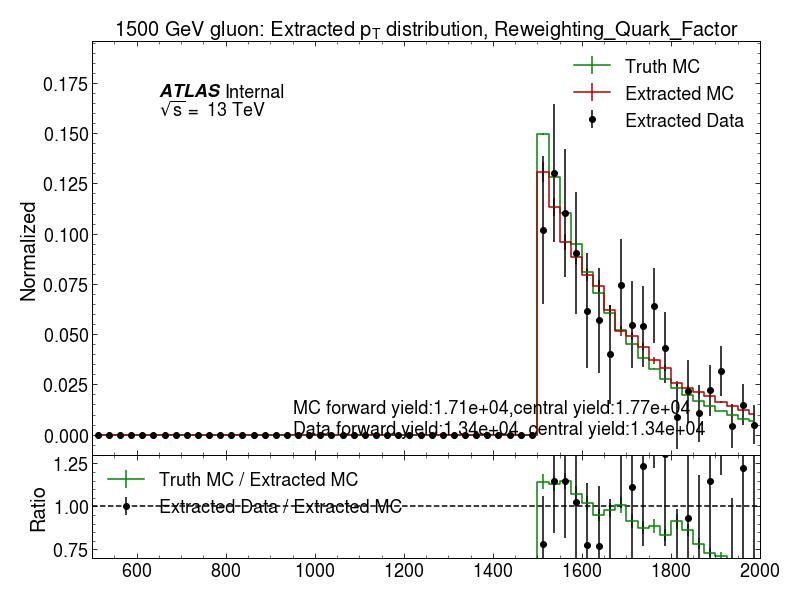 1500 GeV gluon: Extracted pT distribution, Reweighting_Quark_Factor
ATLAS Internal
√s = 13 TeV
Truth MC
Extracted MC
Extracted Data
Normalized
0.175
0.150
0.125
0.100
0.075
0.050
0.025
0.000
MC forward yield:1.71e+04,central yield:1.77e+04
Data forward yield:1.34e+04, central yield:1.34e+04
Ratio
1.25
1.00
0.75
Truth MC / Extracted MC
Extracted Data / Extracted MC
600 800 1000 1200 1400 1600 1800 2000